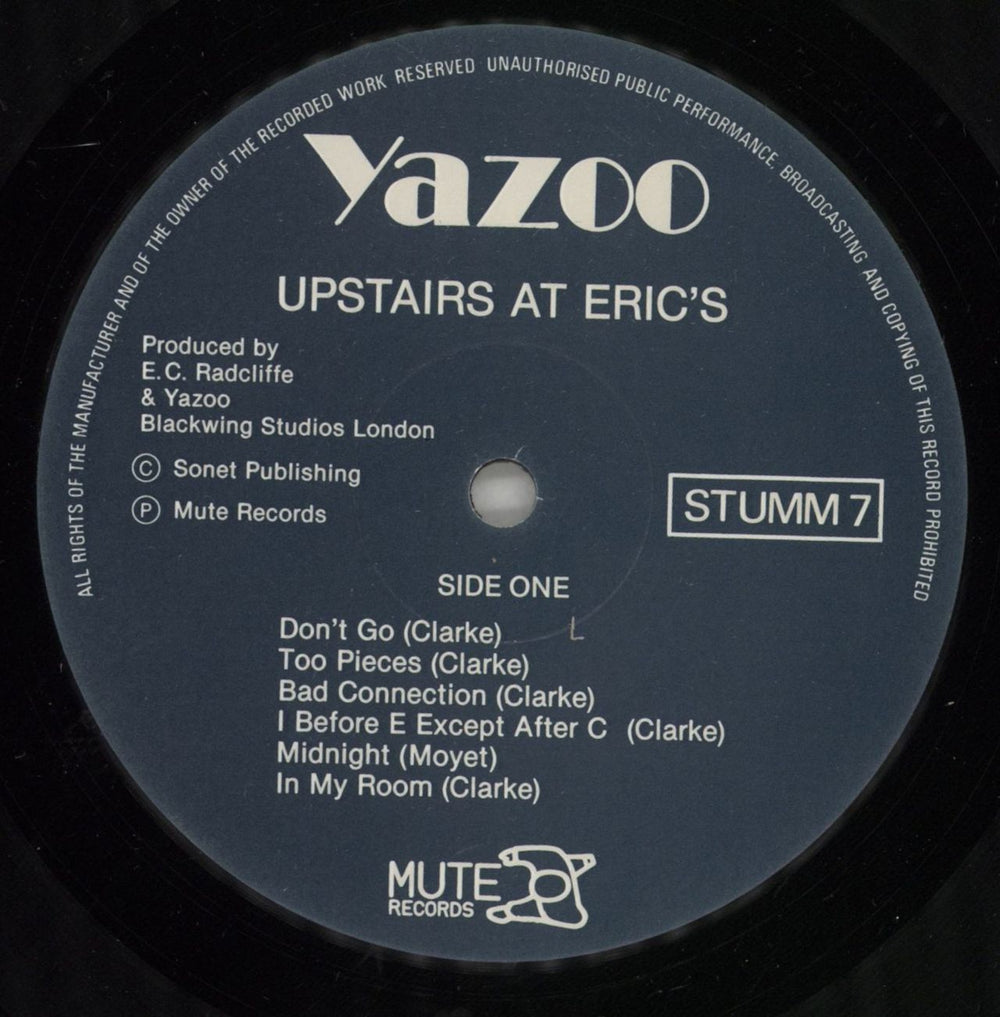 ALL RIGHTS OF THE MANUFACTURER AND OF THE OWNER OF THE RECORDED WORK RESERVED UNAUTHORISED PUBLIC PERFORMANCE, BROADCASTING AND COPYING OF THIS RECORD PROHIBITED
Yazoo
UPSTAIRS AT ERIC'S
Produced by
E.C. Radcliffe
& Yazoo
Blackwing Studios London
Ⓒ Sonet Publishing
Ⓟ Mute Records
STUMM 7
SIDE ONE
Don't Go (Clarke)
Too Pieces (Clarke)
Bad Connection (Clarke)
I Before E Except After C (Clarke)
Midnight (Moyet)
In My Room (Clarke)
MUTE
RECORDS